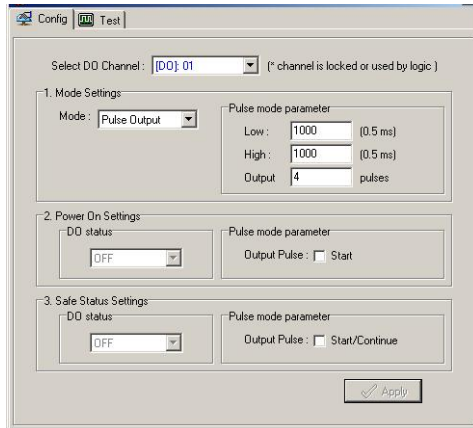 Config Test
Select DO Channel : [DO]: 01 (* channel is locked or used by logic )
1. Mode Settings
Mode : Pulse Output
Pulse mode parameter
Low : 1000 (0.5 ms)
High : 1000 (0.5 ms)
Output 4 pulses
2. Power On Settings
DO status
OFF
Pulse mode parameter
Output Pulse : Start
3. Safe Status Settings
DO status
OFF
Pulse mode parameter
Output Pulse : Start/Continue
Apply